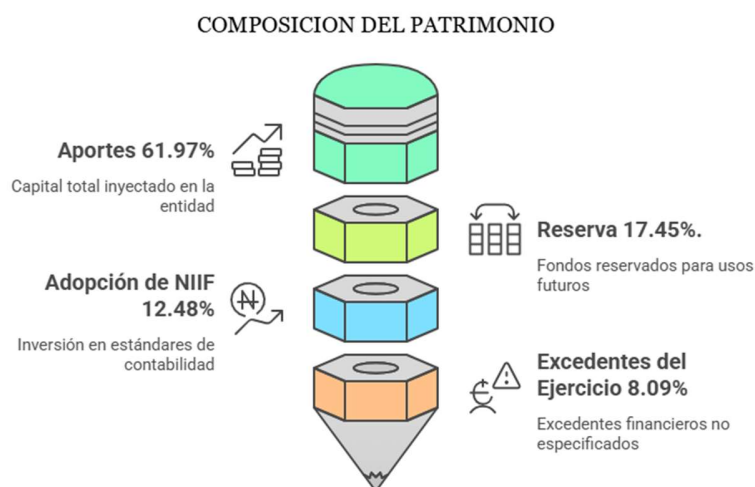 COMPOSICION DEL PATRIMONIO
Aportes 61.97%
Capital total inyectado en la
entidad
Reserva 17.45%.
Fondos reservados para usos
futuros
Adopción de NIIF
12.48%
Inversión en estándares de
contabilidad
Excedentes del
Ejercicio 8.09%
Excedentes financieros no
especificados